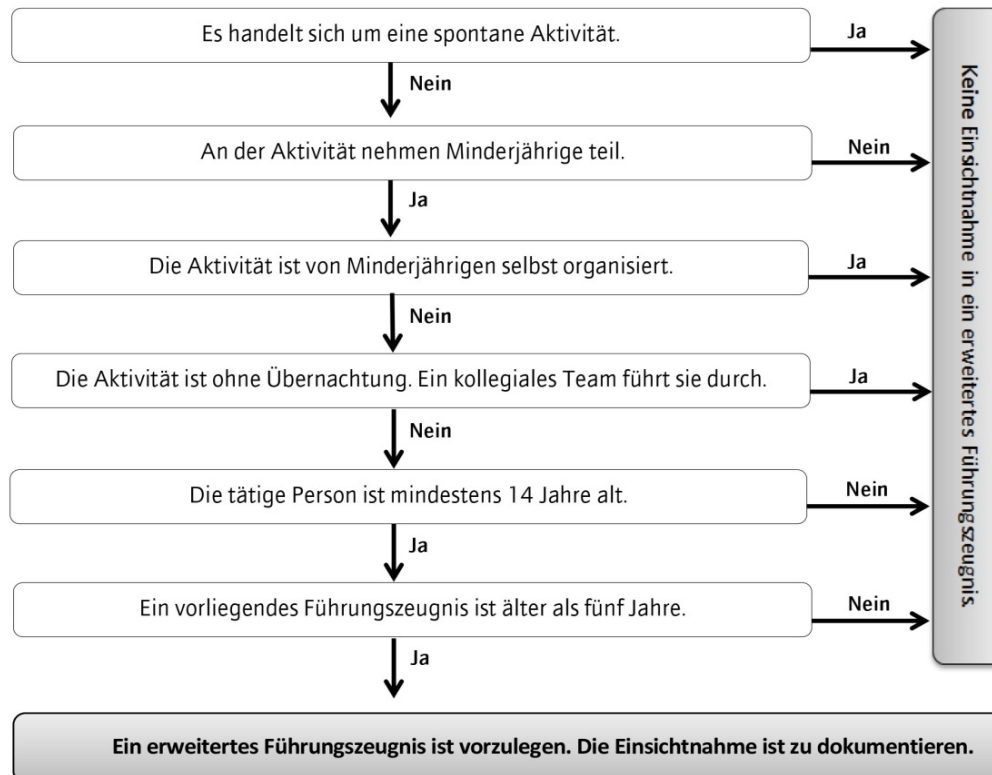 Es handelt sich um eine spontane Aktivität.
Ja
Nein
An der Aktivität nehmen Minderjährige teil.
Nein
Ja
Die Aktivität ist von Minderjährigen selbst organisiert.
Ja
Nein
Die Aktivität ist ohne Übernachtung. Ein kollegiales Team führt sie durch.
Ja
Nein
Die tätige Person ist mindestens 14 Jahre alt.
Nein
Ja
Ein vorliegendes Führungszeugnis ist älter als fünf Jahre.
Nein
Ja
Keine Einsichtnahme in ein erweitertes Führungszeugnis.
Ein erweitertes Führungszeugnis ist vorzulegen. Die Einsichtnahme ist zu dokumentieren.